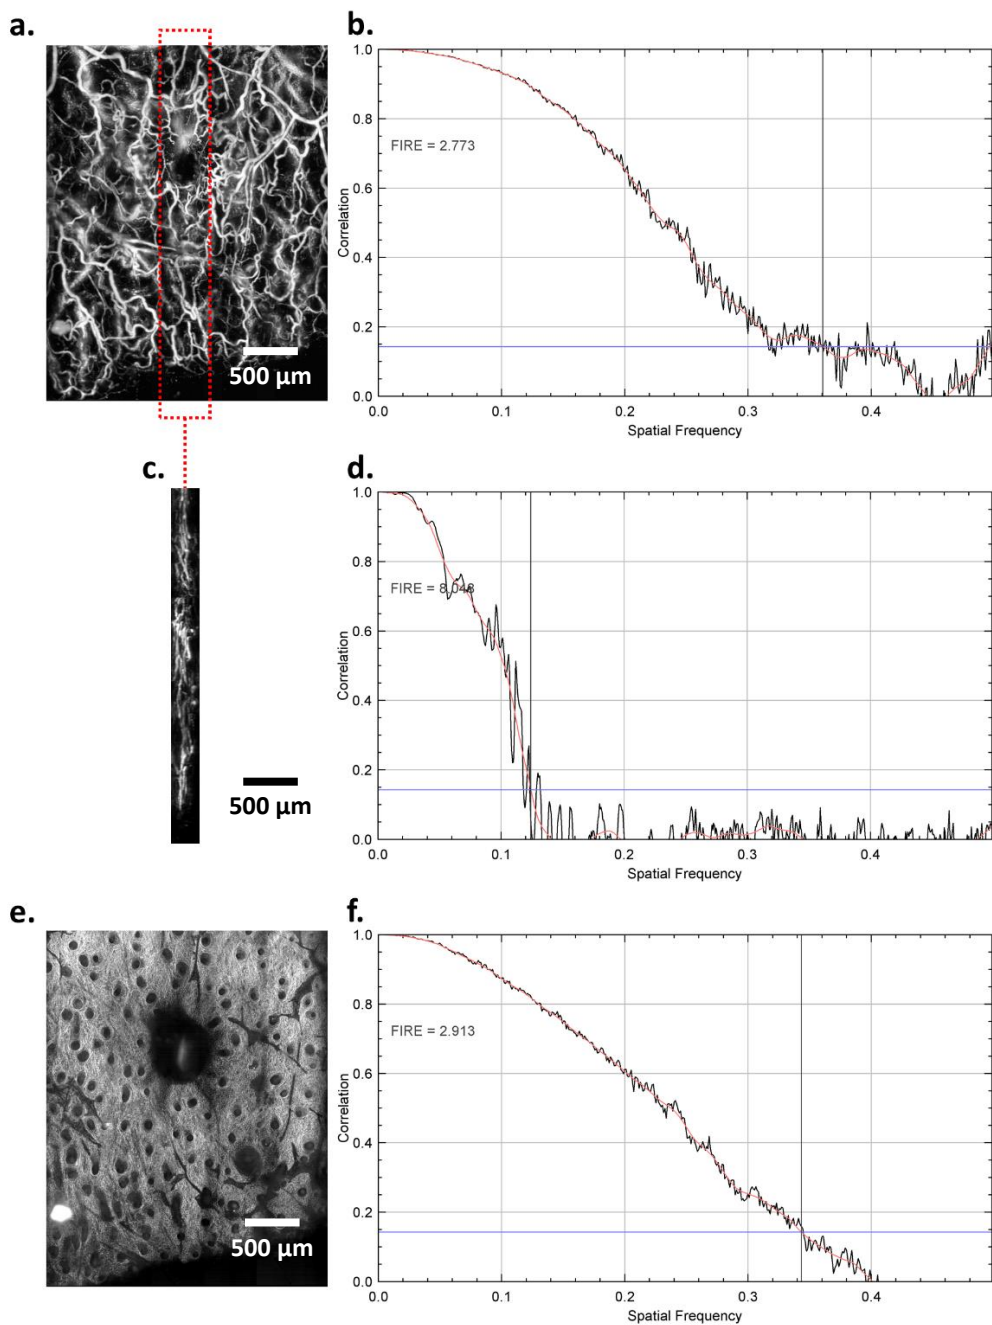 a.
500 µm
b.
1.0
0.8
0.6
0.4
0.2
0.0
Correlation
FIRE = 2.773
0.0 0.1 0.2 0.3 0.4
Spatial Frequency
c.
500 µm
d.
1.0
0.8
0.6
0.4
0.2
0.0
Correlation
FIRE = 8.048
0.0 0.1 0.2 0.3 0.4
Spatial Frequency
e.
500 µm
f.
1.0
0.8
0.6
0.4
0.2
0.0
Correlation
FIRE = 2.913
0.0 0.1 0.2 0.3 0.4
Spatial Frequency